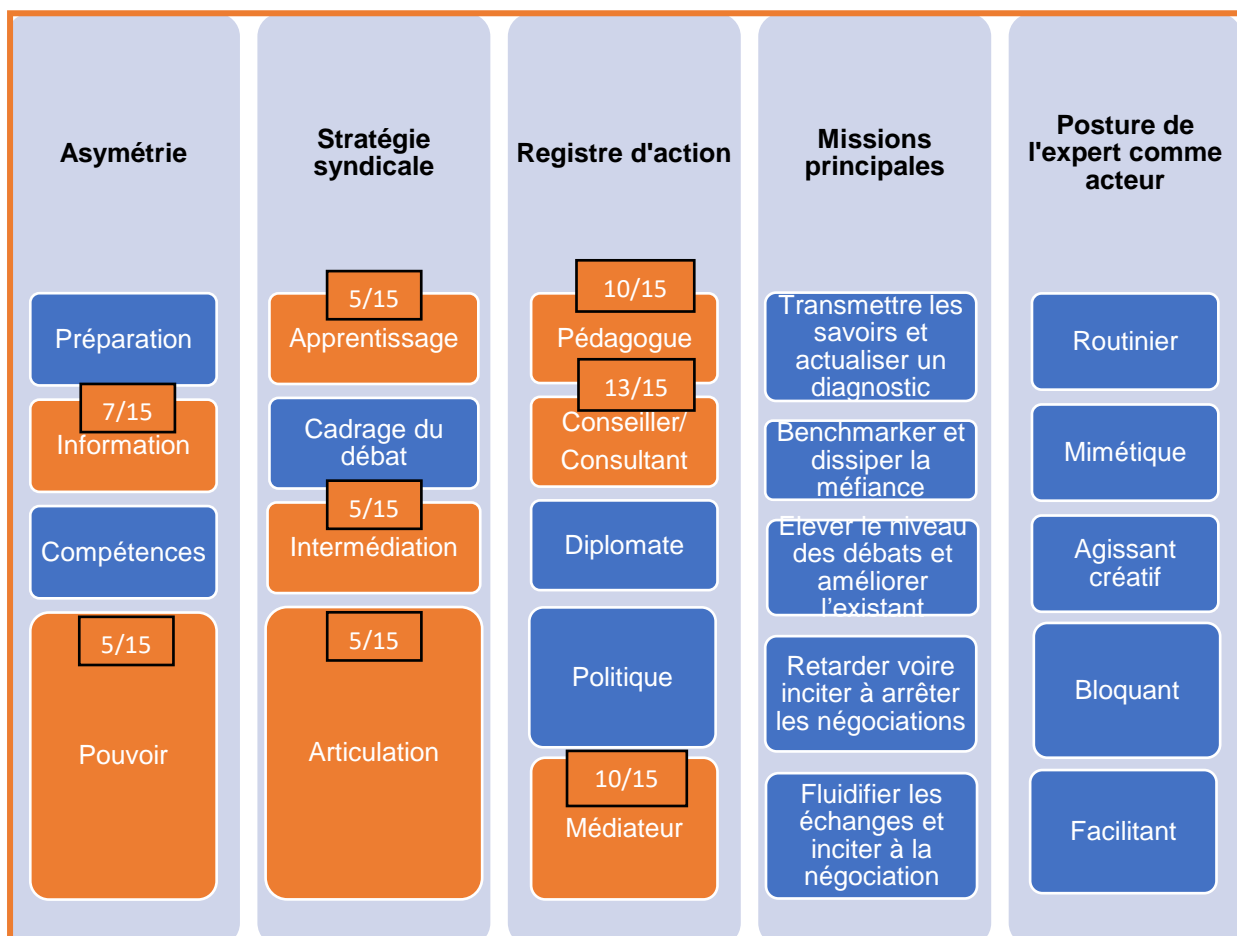 Asymétrie
Préparation
7/15
Information
Compétences
5/15
Pouvoir
Stratégie
syndicale
5/15
Apprentissage
Cadrage du
débat
5/15
Intermédiation
5/15
Articulation
Registre d'action
10/15
Pédagogue
13/15
Conseiller/
Consultant
Diplomate
Politique
10/15
Médiateur
Missions
principales
Transmettre les
savoirs et
actualiser un
diagnostic
Benchmarker et
dissiper la
méfiance
Elever le niveau
des débats et
améliorer
l’existant
Retarder voire
inciter à arrêter
les négociations
Fluidifier les
échanges et
inciter à la
négociation
Posture de
l'expert comme
acteur
Routinier
Mimétique
Agissant
créatif
Bloquant
Facilitant